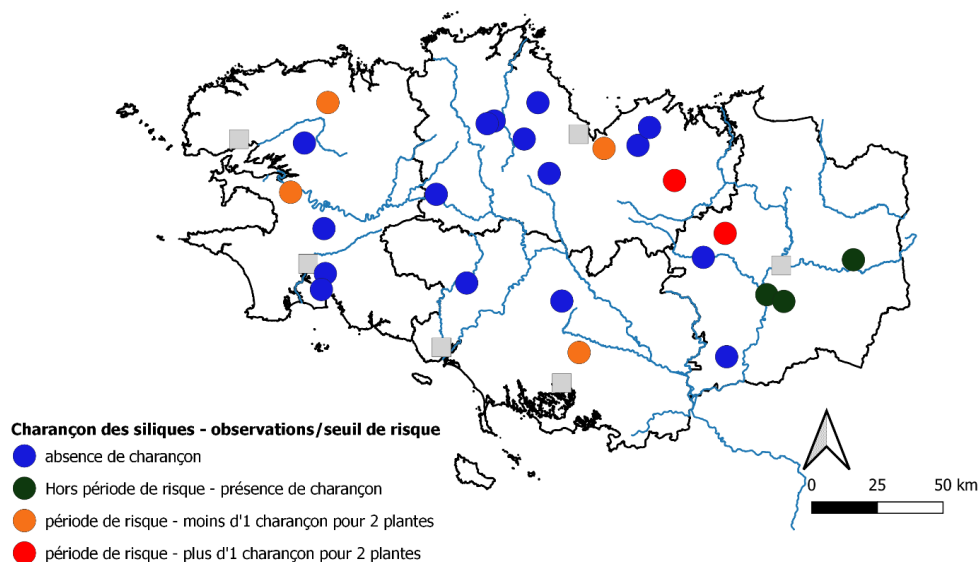 Charançon des siliques - observations/seuil de risque
absence de charançon
Hors période de risque - présence de charançon
période de risque - moins d'1 charançon pour 2 plantes
période de risque - plus d'1 charançon pour 2 plantes
0 25 50 km